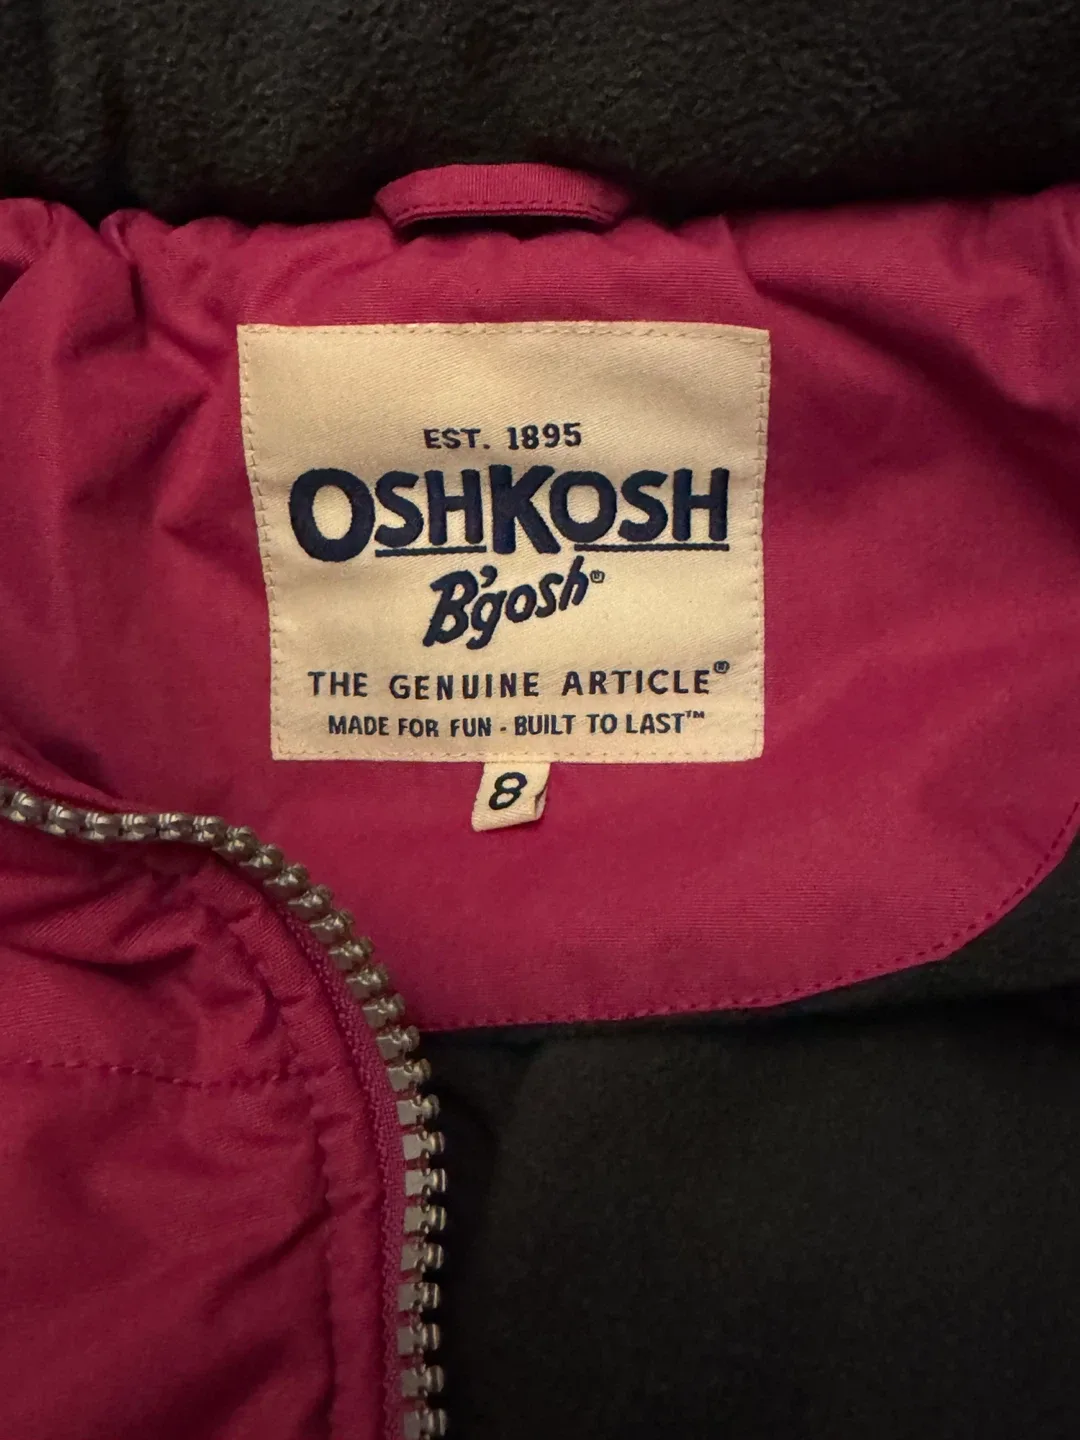 EST. 1895
OSHKOSH
B'gosh®
THE GENUINE ARTICLE®
MADE FOR FUN - BUILT TO LAST™
8